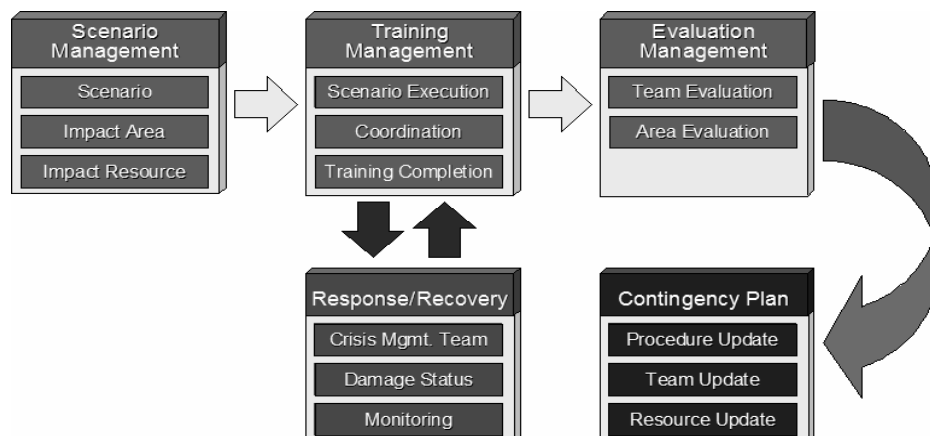 Scenario
Management
Scenario
Impact Area
Impact Resource
Training
Management
Scenario Execution
Coordination
Training Completion
Evaluation
Management
Team Evaluation
Area Evaluation
Response/Recovery
Crisis Mgmt. Team
Damage Status
Monitoring
Contingency Plan
Procedure Update
Team Update
Resource Update